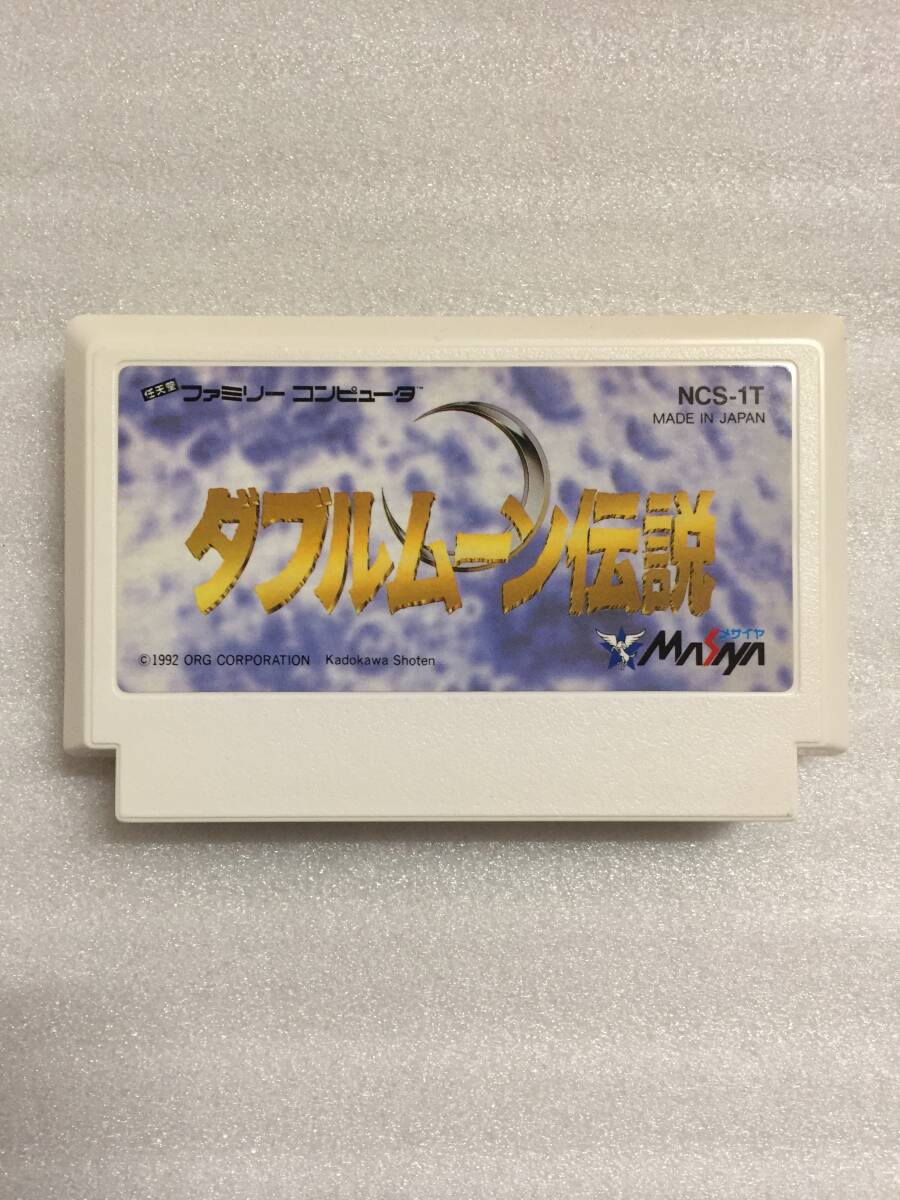 任天堂 ファミリー コンピュータ™
NCS-1T
MADE IN JAPAN
ダブルムーン伝説
メサイヤ
MASAYA
©1992 ORG CORPORATION Kadokawa Shoten